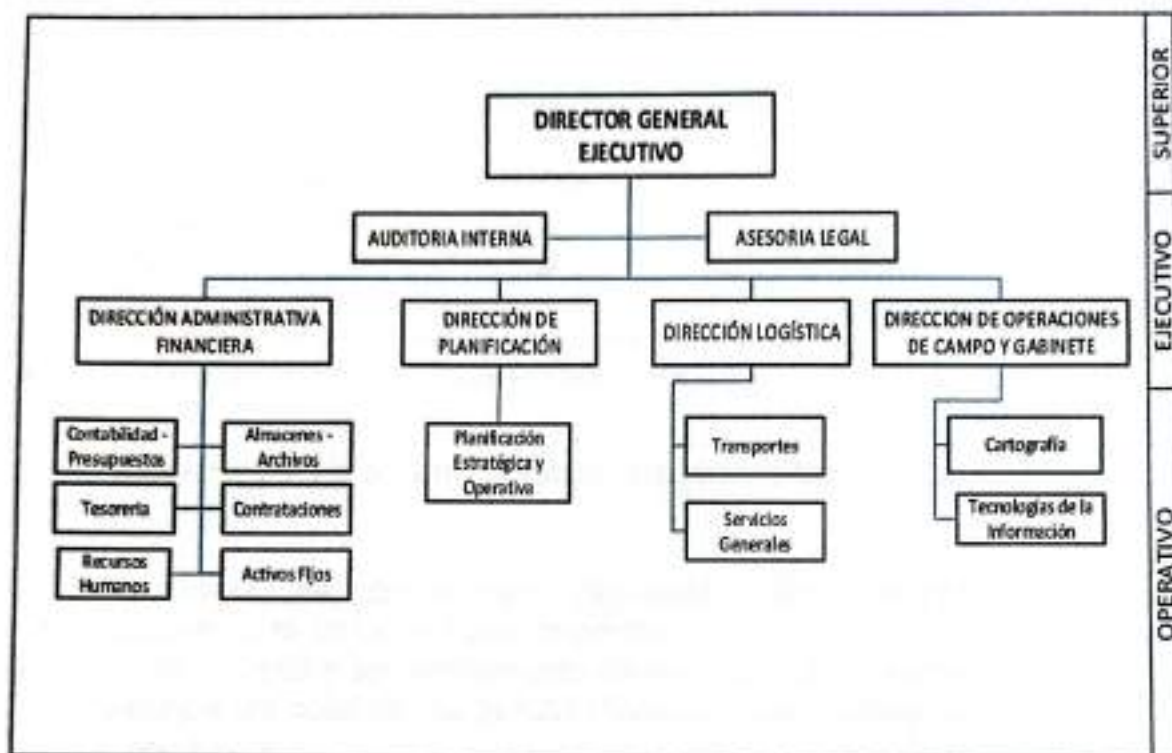 DIRECTOR GENERAL
EJECUTIVO
AUDITORIA INTERNA
ASESORIA LEGAL
DIRECCIÓN ADMINISTRATIVA
FINANCIERA
DIRECCIÓN DE
PLANIFICACIÓN
DIRECCIÓN LOGÍSTICA
DIRECCION DE OPERACIONES
DE CAMPO Y GABINETE
Contabilidad -
Presupuestos
Almacenes -
Archivos
Tesorería
Contrataciones
Recursos
Humanos
Activos Fijos
Planificación
Estratégica y
Operativa
Transportes
Servicios
Generales
Cartografía
Tecnologías de la
Información
SUPERIOR
EJECUTIVO
OPERATIVO